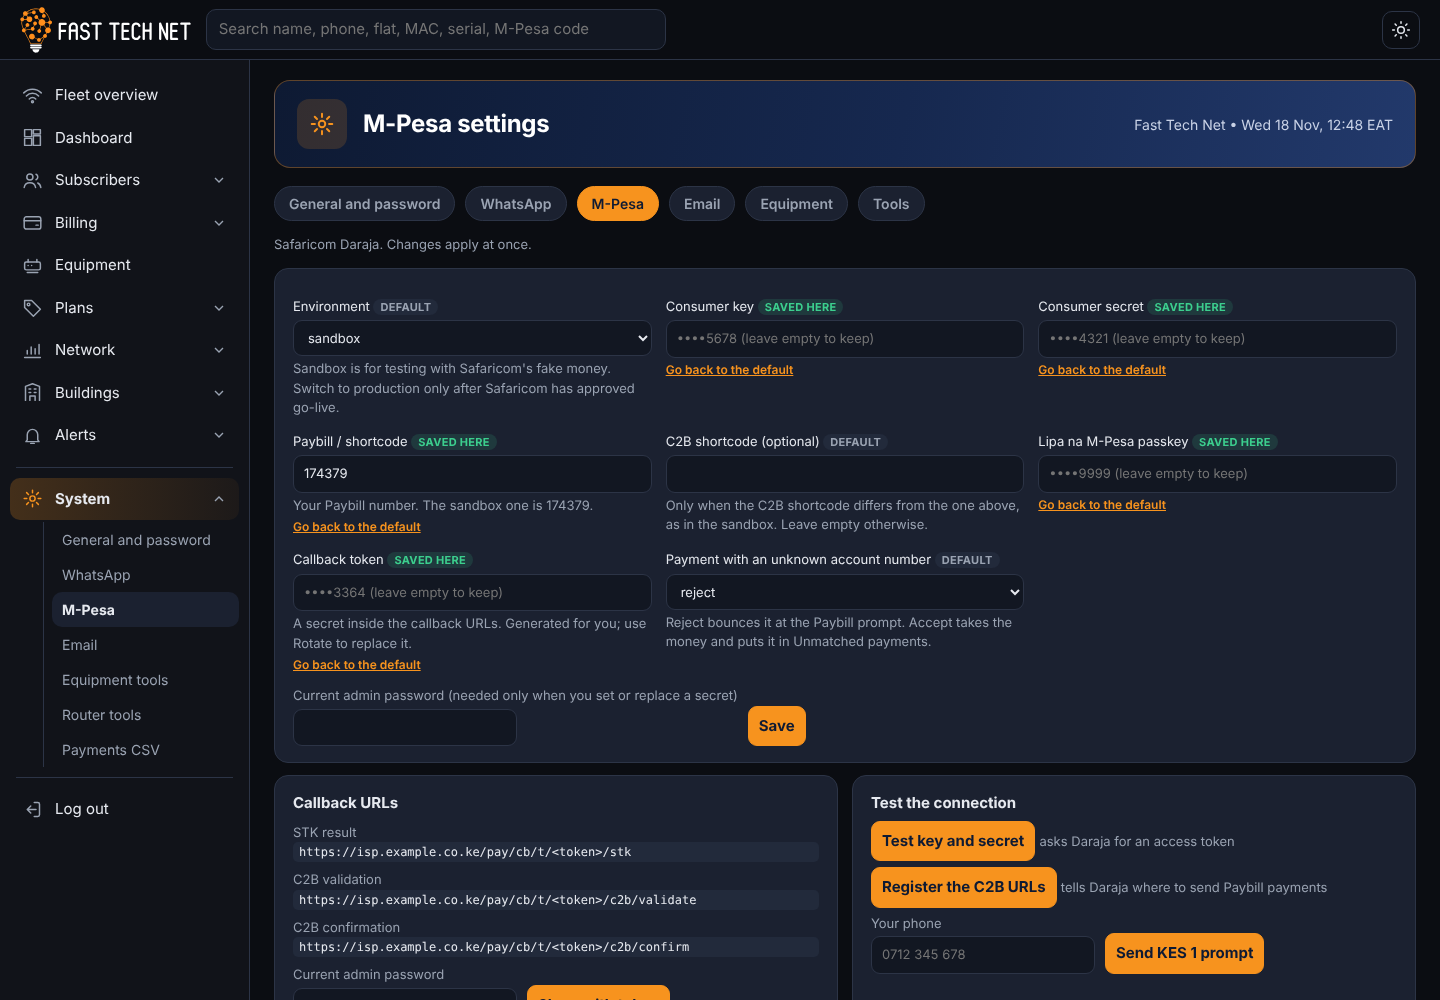 FAST TECH NET
Search name, phone, flat, MAC, serial, M-Pesa code
Fleet overview
Dashboard
Subscribers
Billing
Equipment
Plans
Network
Buildings
Alerts
System
General and password
WhatsApp
M-Pesa
Email
Equipment tools
Router tools
Payments CSV
Log out
M-Pesa settings
Fast Tech Net • Wed 18 Nov, 12:48 EAT
General and password
WhatsApp
M-Pesa
Email
Equipment
Tools
Safaricom Daraja. Changes apply at once.
Environment DEFAULT
sandbox
Sandbox is for testing with Safaricom's fake money.
Switch to production only after Safaricom has approved
go-live.
Consumer key SAVED HERE
••••5678 (leave empty to keep)
Go back to the default
Consumer secret SAVED HERE
••••4321 (leave empty to keep)
Go back to the default
Paybill / shortcode SAVED HERE
174379
Your Paybill number. The sandbox one is 174379.
Go back to the default
C2B shortcode (optional) DEFAULT
Only when the C2B shortcode differs from the one above,
as in the sandbox. Leave empty otherwise.
Lipa na M-Pesa passkey SAVED HERE
••••9999 (leave empty to keep)
Go back to the default
Callback token SAVED HERE
••••3364 (leave empty to keep)
A secret inside the callback URLs. Generated for you; use
Rotate to replace it.
Go back to the default
Payment with an unknown account number DEFAULT
reject
Reject bounces it at the Paybill prompt. Accept takes the
money and puts it in Unmatched payments.
Current admin password (needed only when you set or replace a secret)
Save
Callback URLs
STK result
https://isp.example.co.ke/pay/cb/t/<token>/stk
C2B validation
https://isp.example.co.ke/pay/cb/t/<token>/c2b/validate
C2B confirmation
https://isp.example.co.ke/pay/cb/t/<token>/c2b/confirm
Current admin password
Test the connection
Test key and secret asks Daraja for an access token
Register the C2B URLs tells Daraja where to send Paybill payments
Your phone
0712 345 678
Send KES 1 prompt